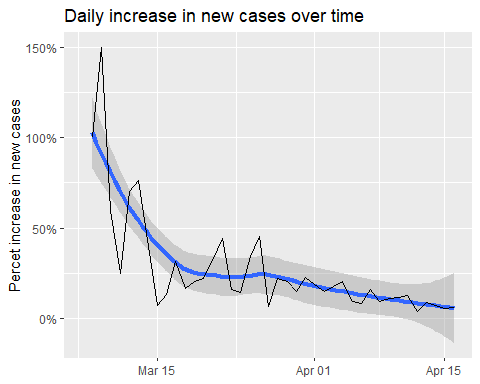 Daily increase in new cases over time
150%
100%
50%
0%
Percet increase in new cases
Mar 15
Apr 01
Apr 15